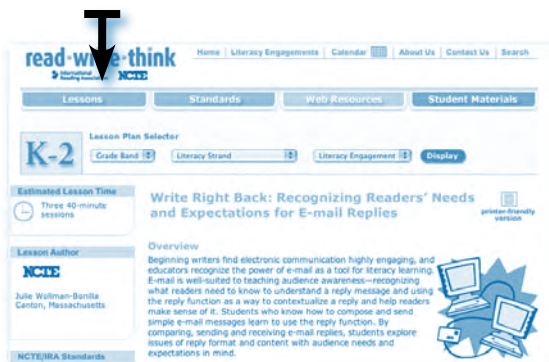 T
Home | Literacy Engagements | Calendar | About Us | Contact Us | Search
read·write·think
International Reading Association NCTE
Lessons Standards Web Resources Student Materials
K-2
Lesson Plan Selector
Grade Band Literacy Strand Literacy Engagement Display
Estimated Lesson Time
Three 40-minute
sessions
Lesson Author
NCTE
Julie Wollman-Bonilla
Canton, Massachusetts
NCTE/IRA Standards
Write Right Back: Recognizing Readers' Needs
and Expectations for E-mail Replies
printer-friendly
version
Overview
Beginning writers find electronic communication highly engaging, and
educators recognize the power of e-mail as a tool for literacy learning.
E-mail is well-suited to teaching audience awareness—recognizing
what readers need to know to understand a reply message and using
the reply function as a way to contextualize a reply and help readers
make sense of it. Students who know how to compose and send
simple e-mail messages learn to use the reply function. By
comparing, sending and receiving e-mail replies, students explore
issues of reply format and content with audience needs and
expectations in mind.